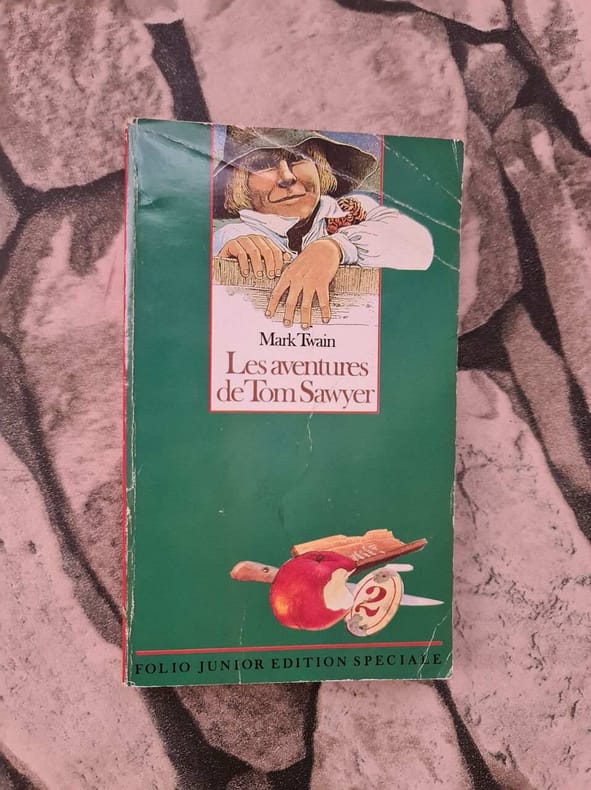 Mark Twain
Les aventures
de Tom Sawyer
2
FOLIO JUNIOR EDITION SPECIALE